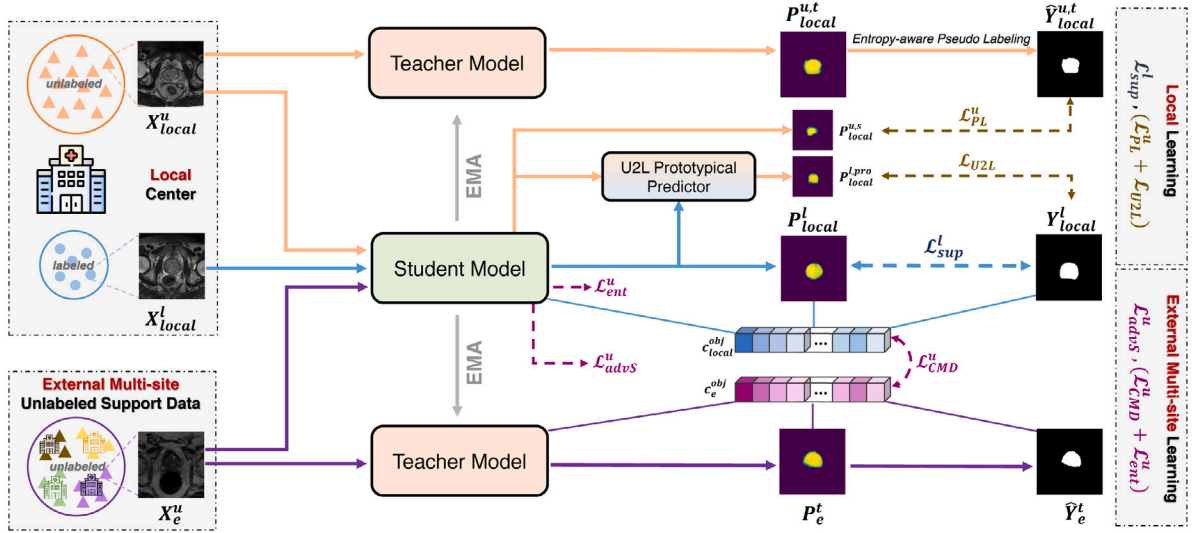 unlabeled
X^u_local
Local
Center
labeled
X^l_local
External Multi-site
Unlabeled Support Data
unlabeled
X^u_e
Teacher Model
EMA
Student Model
EMA
Teacher Model
U2L Prototypical
Predictor
ℒ^u_ent
ℒ^u_advS
P^{u,t}_local
Entropy-aware Pseudo Labeling
Ŷ^{u,t}_local
P^{u,s}_local
ℒ^u_PL
P^{l,pro}_local
ℒ_U2L
P^l_local
ℒ^l_sup
Y^l_local
c^obj_local
...
ℒ^u_CMD
c^obj_e
...
P^t_e
Ŷ^t_e
Local Learning
ℒ^l_sup , (ℒ^u_PL + ℒ_U2L)
External Multi-site Learning
ℒ^u_advS , (ℒ^u_CMD + ℒ^u_ent)